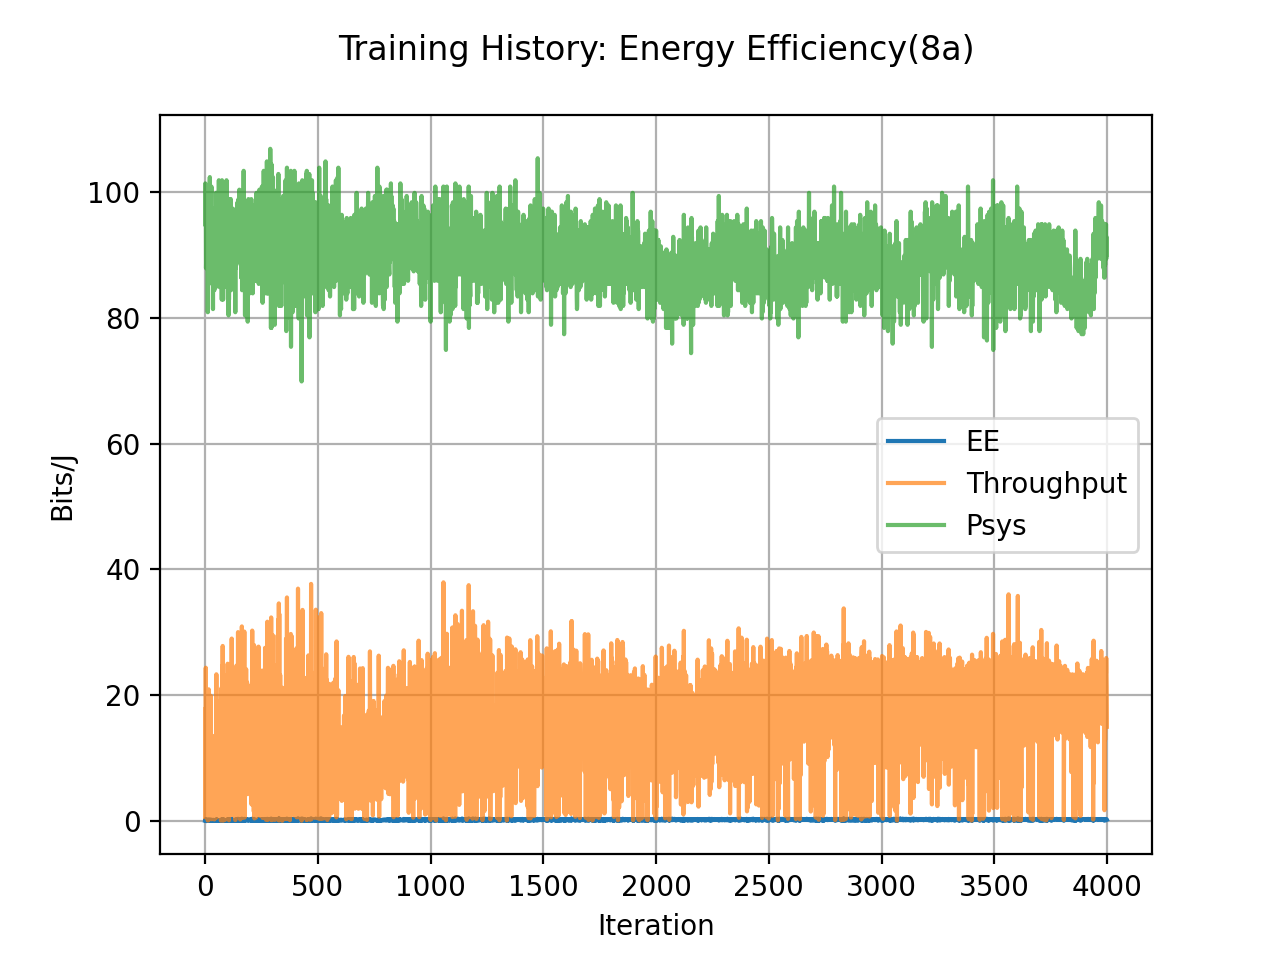 Training History: Energy Efficiency(8a)
100
80
60
40
20
0
Bits/J
EE
Throughput
Psys
0 500 1000 1500 2000 2500 3000 3500 4000
Iteration